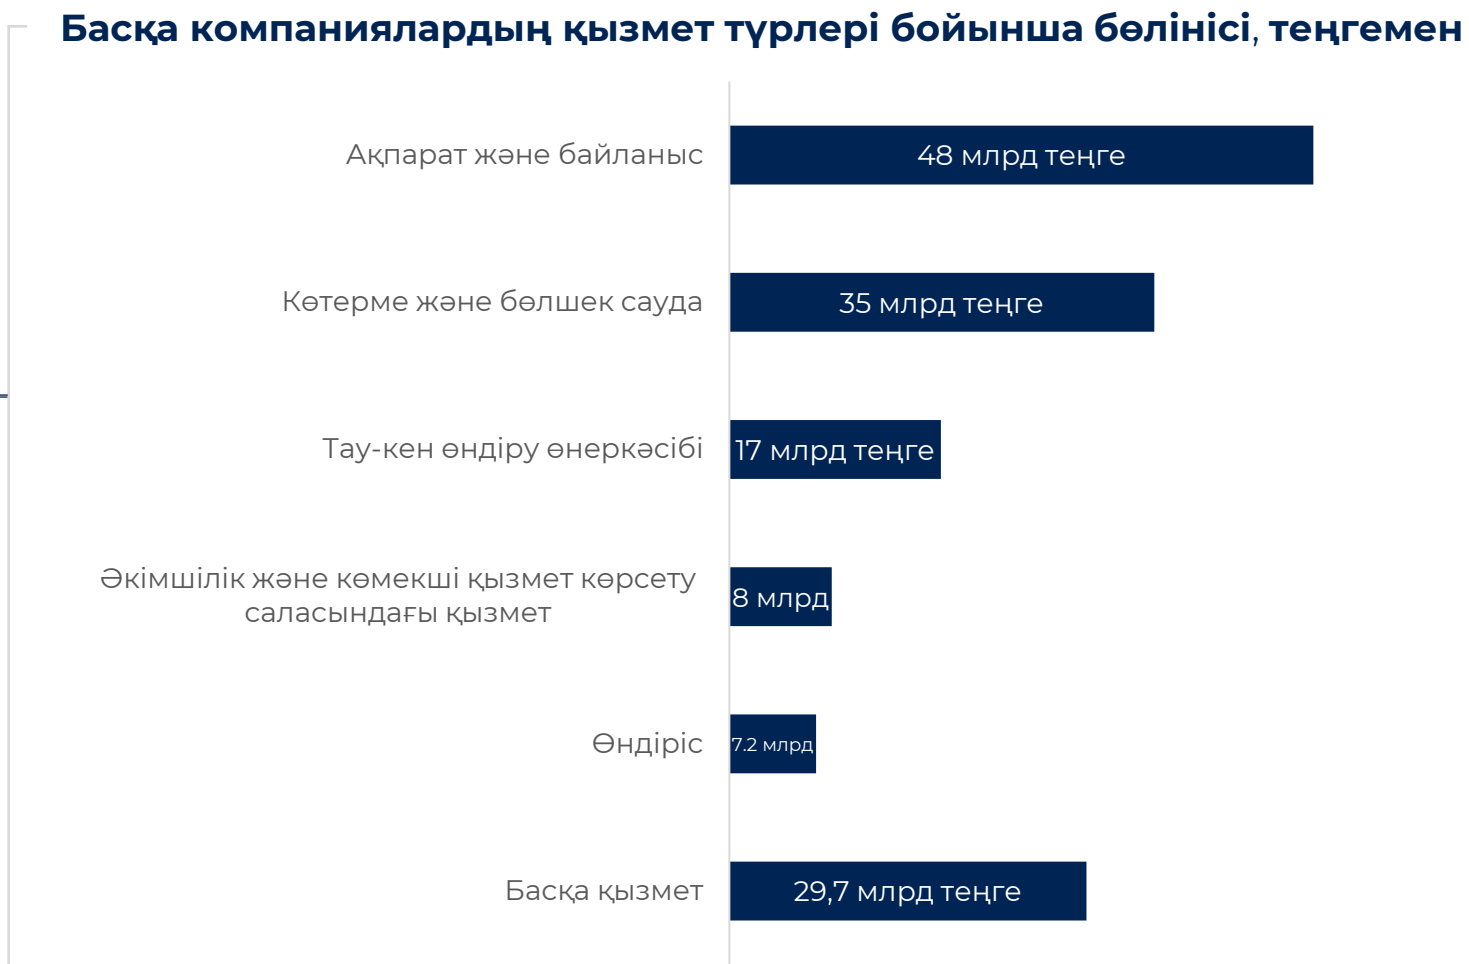 Басқа компаниялардың қызмет түрлері бойынша бөлінісі, теңгемен
Ақпарат және байланыс
48 млрд теңге
Көтерме және бөлшек сауда
35 млрд теңге
Тау-кен өндіру өнеркәсібі
17 млрд теңге
Әкімшілік және көмекші қызмет көрсету
саласындағы қызмет
8 млрд
Өндіріс
7.2 млрд
Басқа қызмет
29,7 млрд теңге